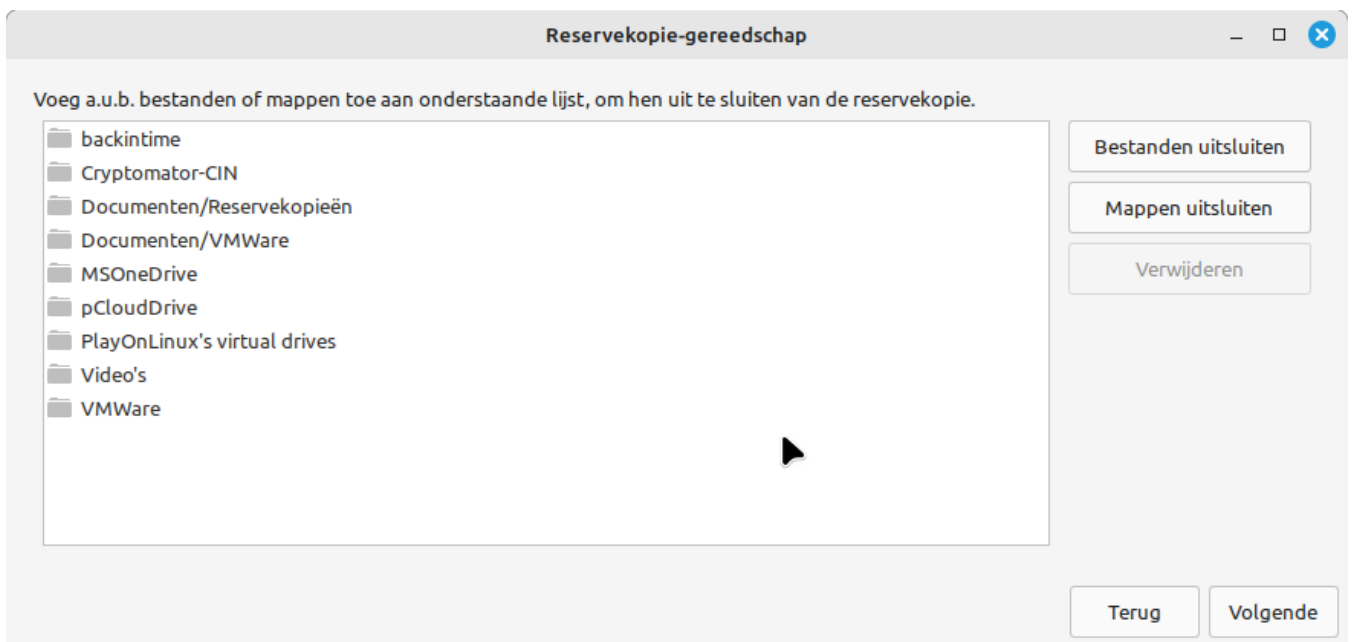 Reservekopie-gereedschap
Voeg a.u.b. bestanden of mappen toe aan onderstaande lijst, om hen uit te sluiten van de reservekopie.
backintime
Cryptomator-CIN
Documenten/Reservekopieën
Documenten/VMWare
MSOneDrive
pCloudDrive
PlayOnLinux's virtual drives
Video's
VMWare
Bestanden uitsluiten
Mappen uitsluiten
Verwijderen
Terug
Volgende